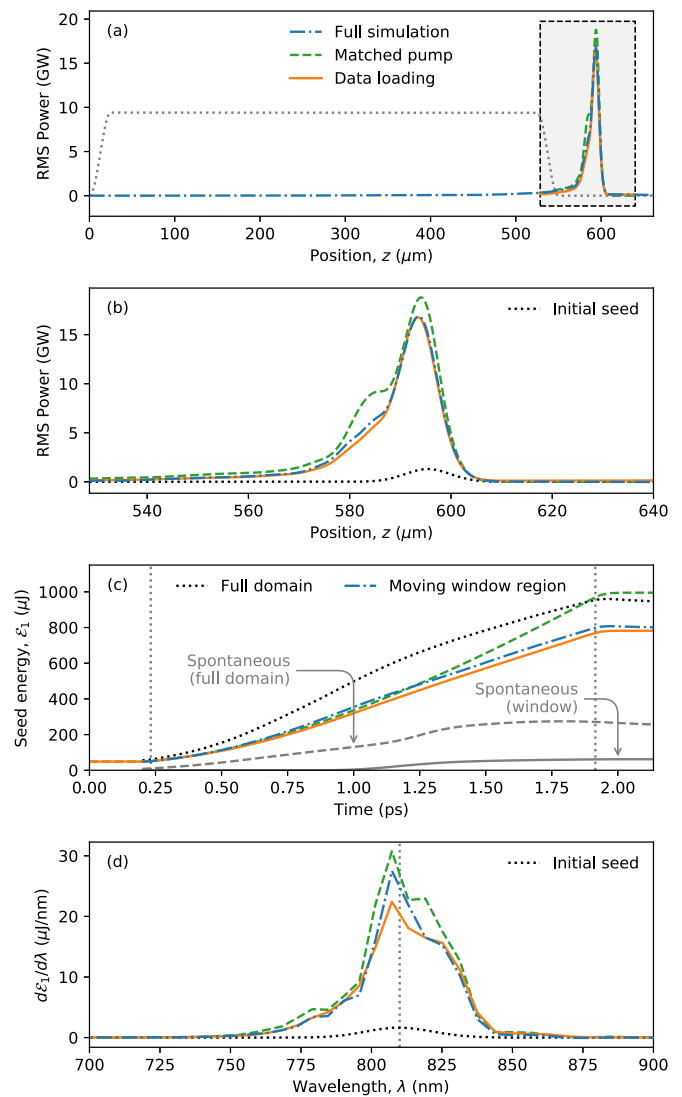 (a)
Full simulation
Matched pump
Data loading
RMS Power (GW)
20
15
10
5
0
0
100
200
300
400
500
600
Position, z (μm)
(b)
Initial seed
RMS Power (GW)
15
10
5
0
540
560
580
600
620
640
Position, z (μm)
(c)
Full domain
Moving window region
Seed energy, ℰ₁ (μJ)
1000
800
600
400
200
0
Spontaneous
(full domain)
Spontaneous
(window)
0.00
0.25
0.50
0.75
1.00
1.25
1.50
1.75
2.00
Time (ps)
(d)
Initial seed
dℰ₁/dλ (μJ/nm)
30
20
10
0
700
725
750
775
800
825
850
875
900
Wavelength, λ (nm)